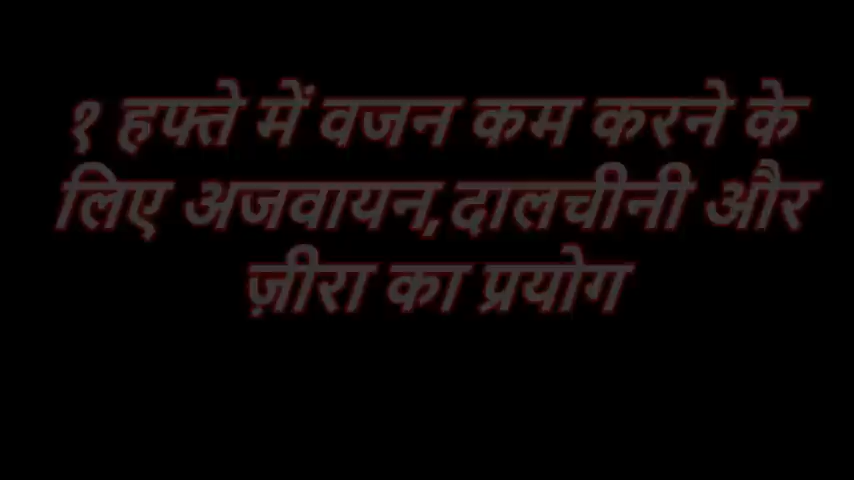 १ हफ्ते में वजन कम करने के
लिए अजवायन,दालचीनी और
ज़ीरा का प्रयोग